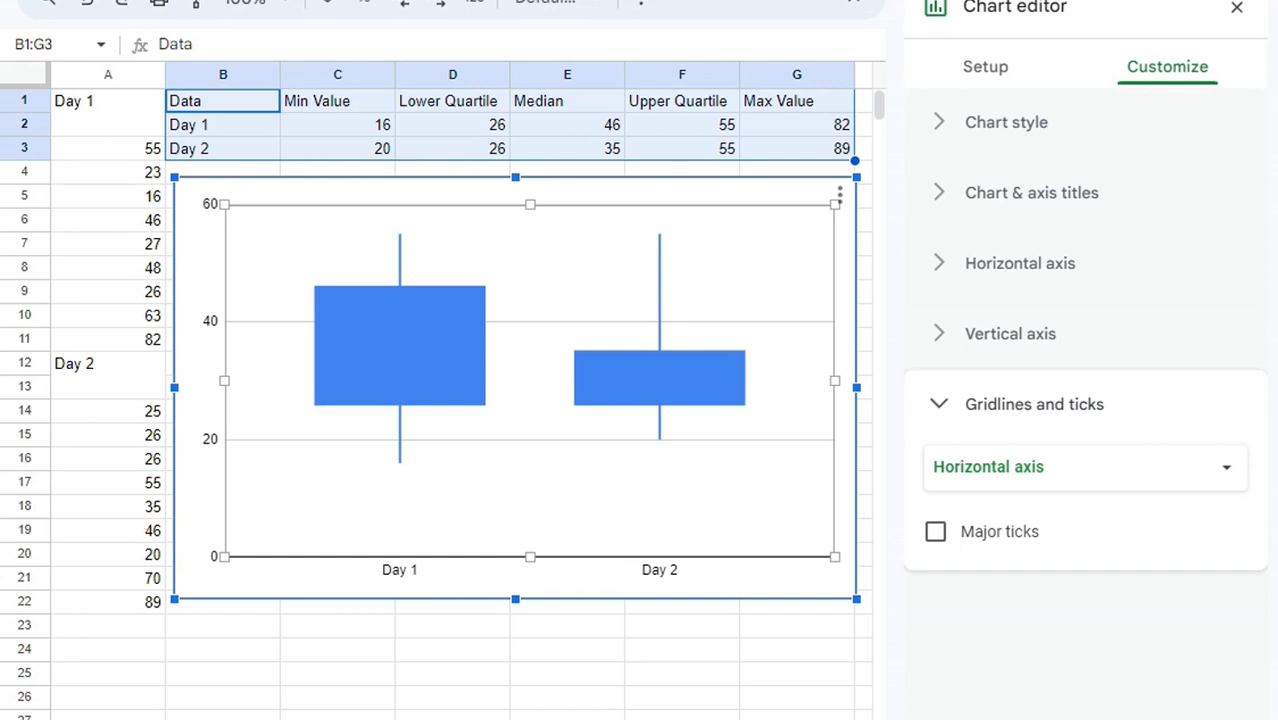 Chart editor
B1:G3 fx Data
Setup Customize
A B C D E F G
1 Day 1 Data Min Value Lower Quartile Median Upper Quartile Max Value
2 Day 1 16 26 46 55 82
3 55 Day 2 20 26 35 55 89
4 23
5 16
6 46
7 27
8 48
9 26
10 63
11 82
12 Day 2
13
14 25
15 26
16 26
17 55
18 35
19 46
20 20
21 70
22 89
23
24
25
26
60
40
20
0
Day 1 Day 2
Chart style
Chart & axis titles
Horizontal axis
Vertical axis
Gridlines and ticks
Horizontal axis
Major ticks